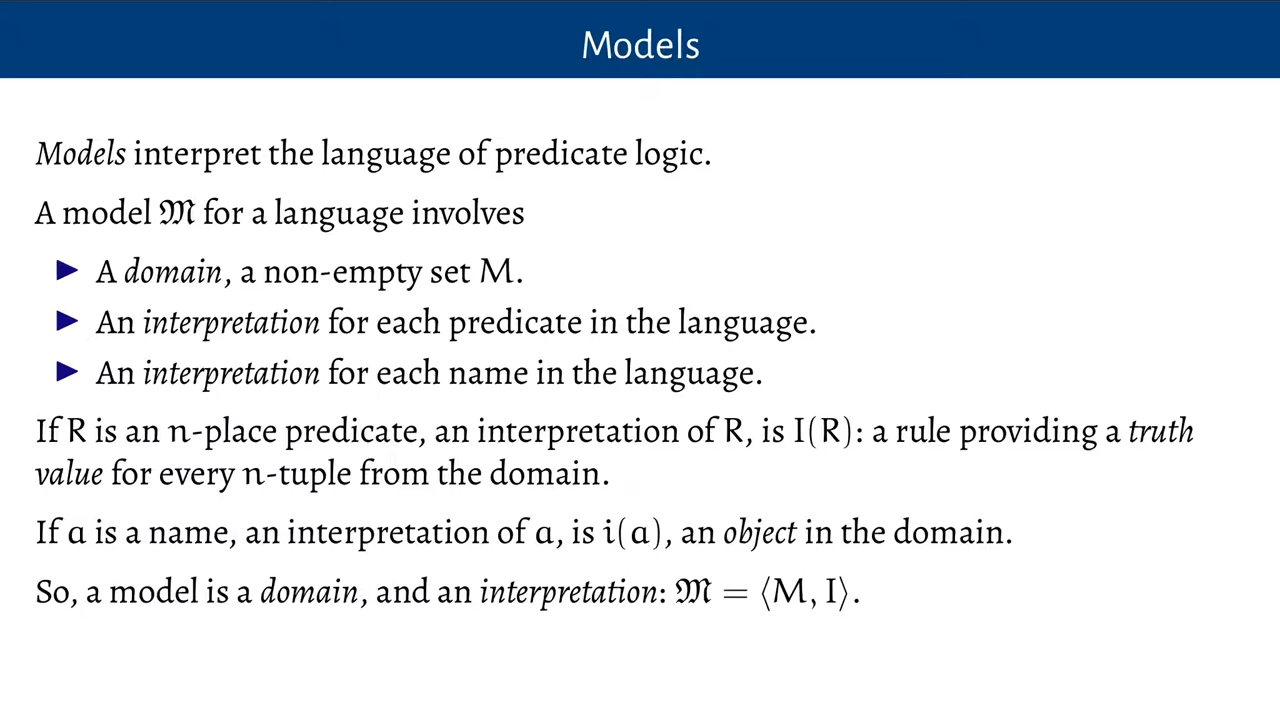 Models
Models interpret the language of predicate logic.
A model 𝔐 for a language involves
▶ A domain, a non-empty set M.
▶ An interpretation for each predicate in the language.
▶ An interpretation for each name in the language.
If R is an n-place predicate, an interpretation of R, is I(R): a rule providing a truth
value for every n-tuple from the domain.
If a is a name, an interpretation of a, is i(a), an object in the domain.
So, a model is a domain, and an interpretation: 𝔐 = ⟨M, I⟩.